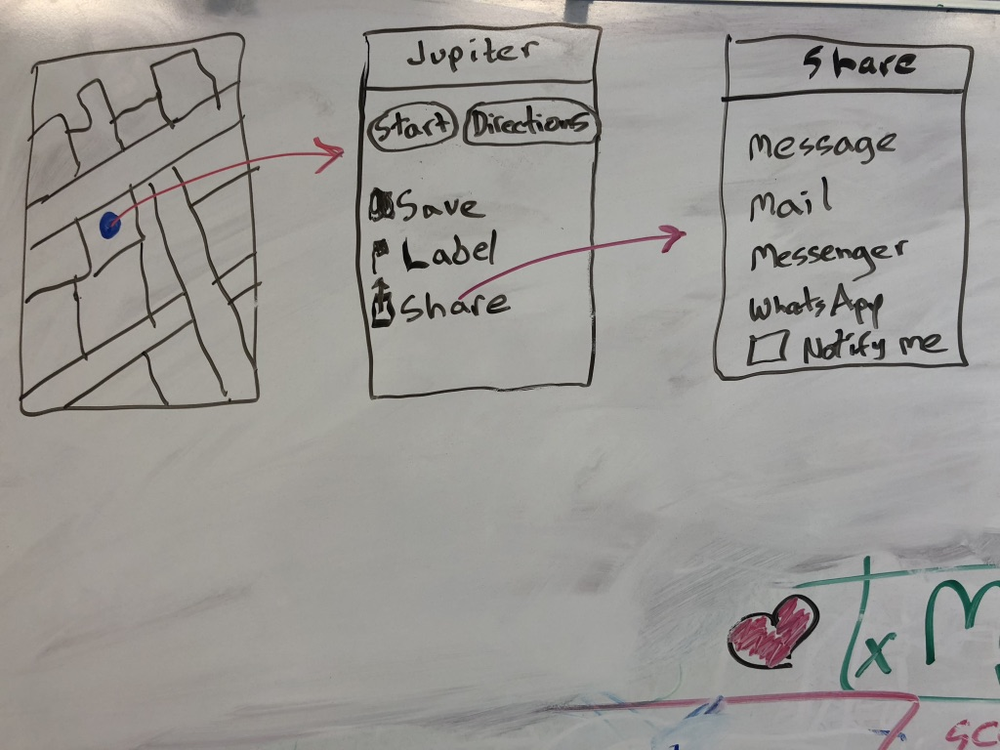 Jupiter
Start Directions
Save
Label
Share
Share
Message
Mail
Messenger
WhatsApp
Notify me
x